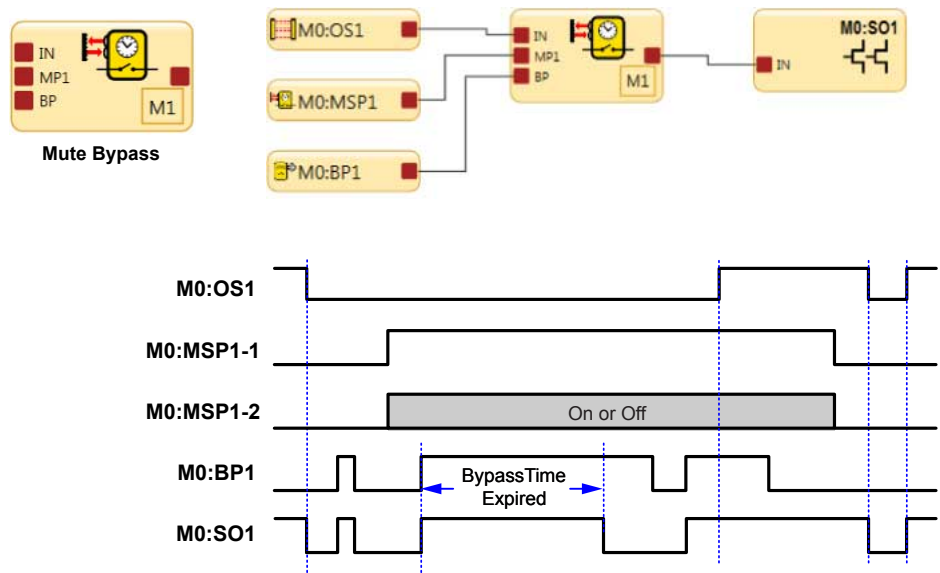 IN
MP1
BP
M1
Mute Bypass
M0:OS1
M0:MSP1
M0:BP1
IN
MP1
BP
M1
M0:SO1
IN
M0:OS1
M0:MSP1-1
M0:MSP1-2
On or Off
M0:BP1
BypassTime
Expired
M0:SO1